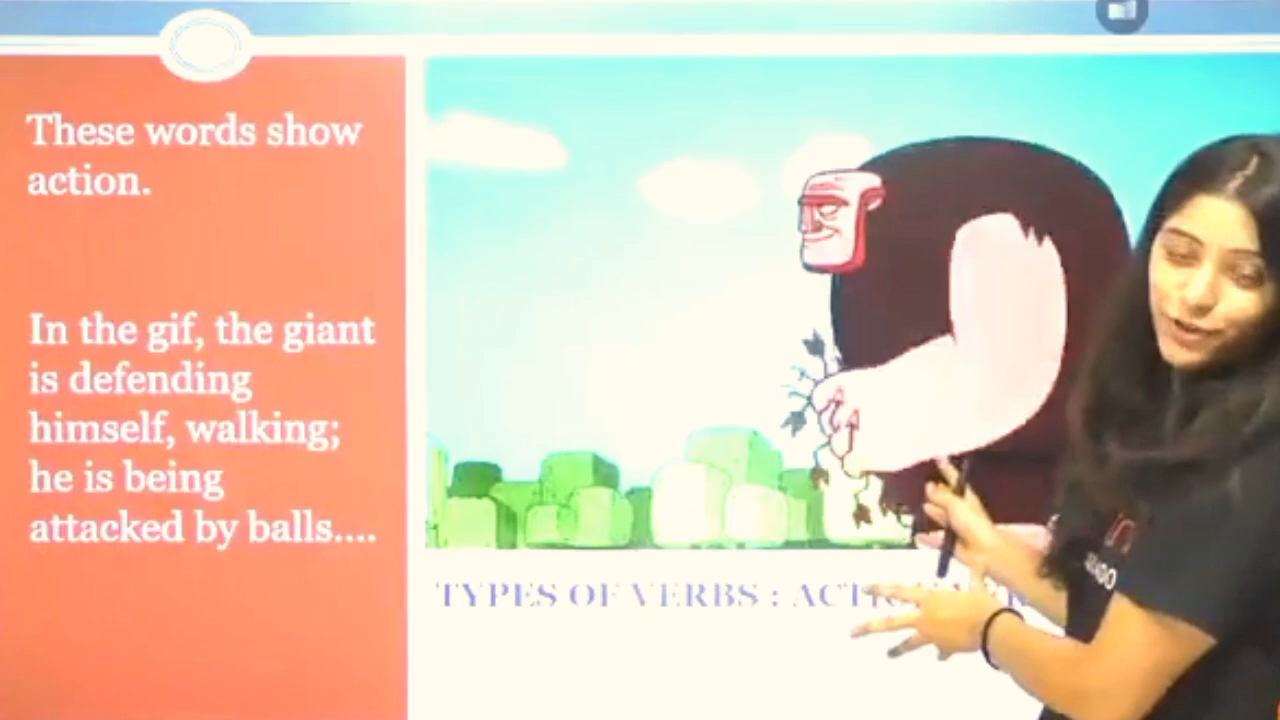 These words show
action.
In the gif, the giant
is defending
himself, walking;
he is being
attacked by balls....
TYPES OF VERBS :